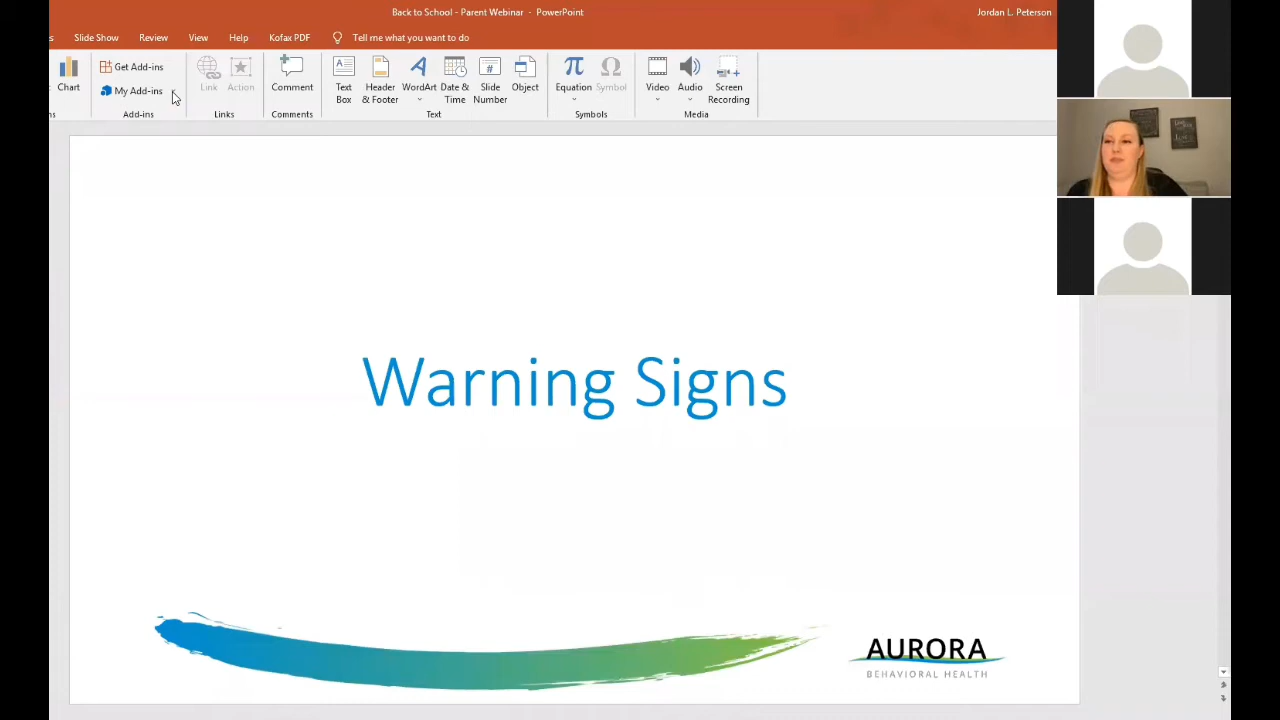 Back to School - Parent Webinar - PowerPoint
Jordan L. Peterson
Slide Show Review View Help Kofax PDF Tell me what you want to do
Chart
Get Add-ins
My Add-ins
Add-ins
Link Action
Links
Comment
Comments
Text Box
Header & Footer
WordArt
Date & Time
Slide Number
Object
Text
Equation
Symbol
Symbols
Video
Audio
Screen Recording
Media
Warning Signs
AURORA
BEHAVIORAL HEALTH